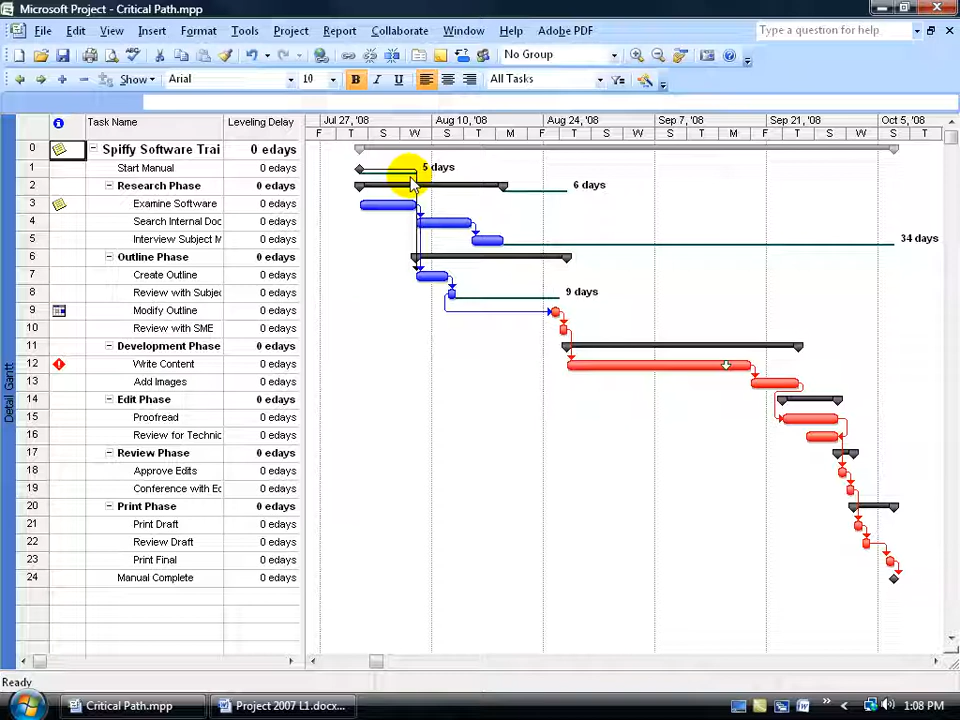 Microsoft Project - Critical Path.mpp
File Edit View Insert Format Tools Project Report Collaborate Window Help Adobe PDF Type a question for help
No Group
Show Arial 10 B I U All Tasks
Task Name Leveling Delay Jul 27, '08 Aug 10, '08 Aug 24, '08 Sep 7, '08 Sep 21, '08 Oct 5, '08
F T S W S T M F T S W S T M F T S W S T
0 Spiffy Software Trai 0 edays
1 Start Manual 0 edays 5 days
2 Research Phase 0 edays 6 days
3 Examine Software 0 edays
4 Search Internal Doc 0 edays
5 Interview Subject M 0 edays 34 days
6 Outline Phase 0 edays
7 Create Outline 0 edays
8 Review with Subje 0 edays 9 days
9 Modify Outline 0 edays
10 Review with SME 0 edays
11 Development Phase 0 edays
12 Write Content 0 edays
13 Add Images 0 edays
14 Edit Phase 0 edays
15 Proofread 0 edays
16 Review for Technic 0 edays
17 Review Phase 0 edays
18 Approve Edits 0 edays
19 Conference with Ed 0 edays
20 Print Phase 0 edays
21 Print Draft 0 edays
22 Review Draft 0 edays
23 Print Final 0 edays
24 Manual Complete 0 edays
Detail Gantt
Ready
Critical Path.mpp Project 2007 L1.docx... 1:08 PM